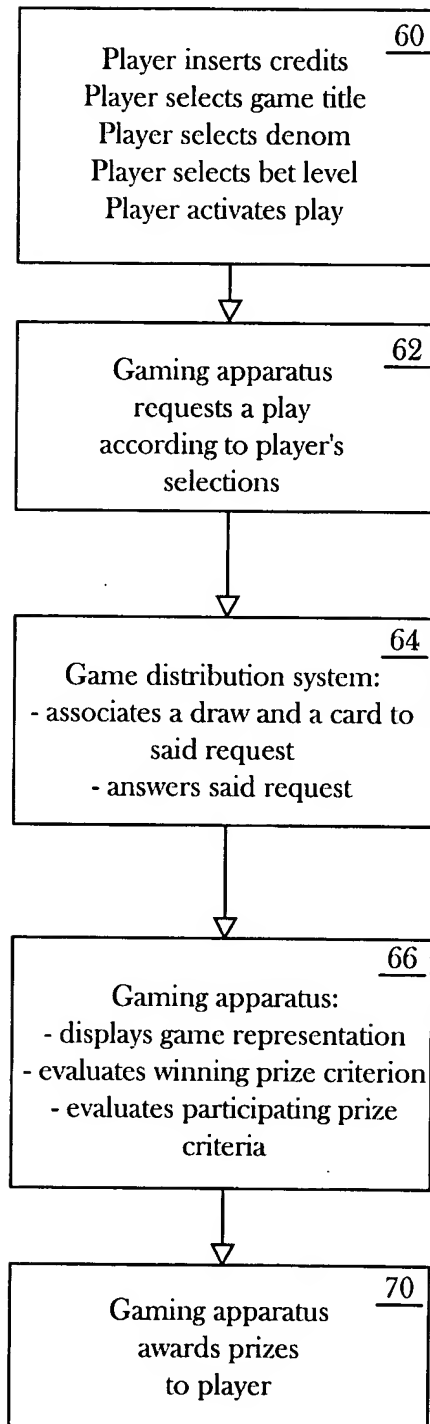 60
Player inserts credits
Player selects game title
Player selects denom
Player selects bet level
Player activates play
62
Gaming apparatus
requests a play
according to player's
selections
64
Game distribution system:
- associates a draw and a card to
said request
- answers said request
66
Gaming apparatus:
- displays game representation
- evaluates winning prize criterion
- evaluates participating prize
criteria
70
Gaming apparatus
awards prizes
to player